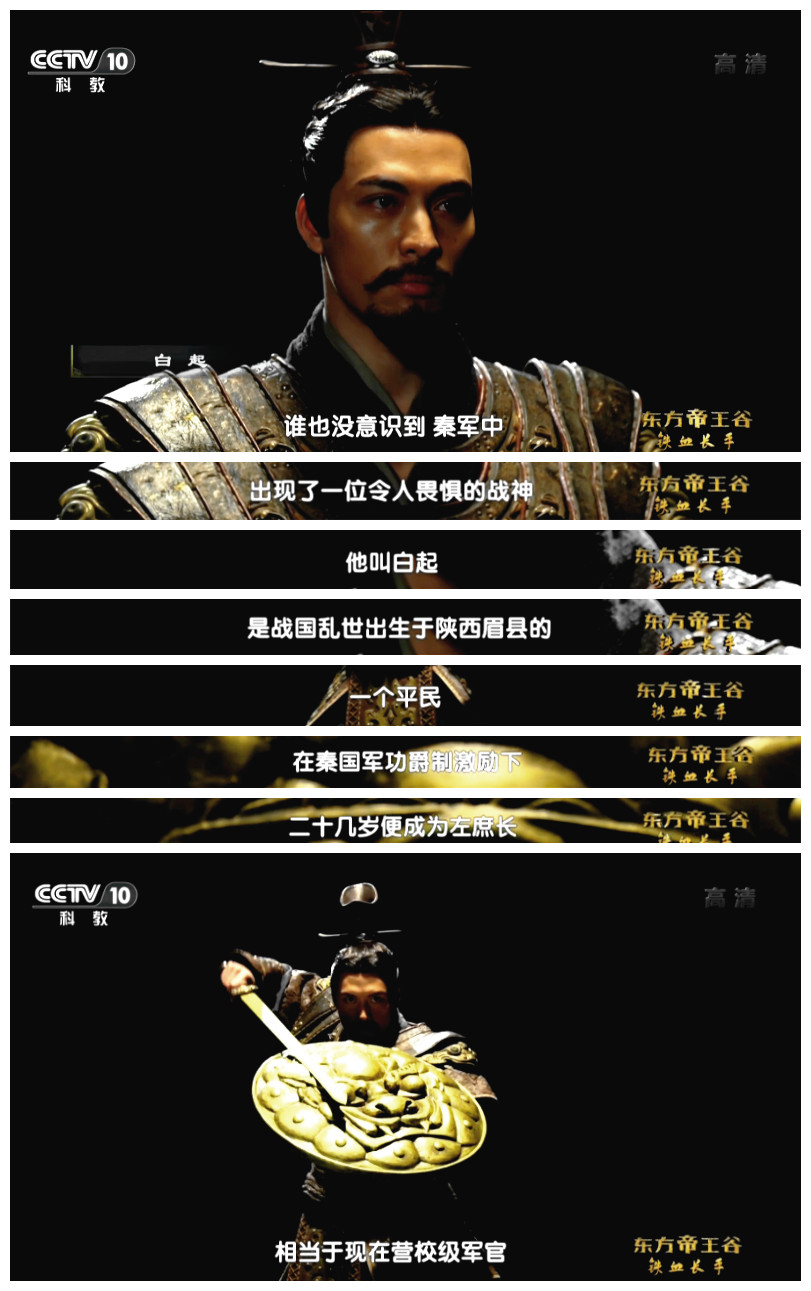 CCTV 10
科教
高清
白起
谁也没意识到 秦军中
东方帝王谷
铁血长平
出现了一位令人畏惧的战神
东方帝王谷
铁血长平
他叫白起
东方帝王谷
铁血长平
是战国乱世出生于陕西眉县的
东方帝王谷
铁血长平
一个平民
东方帝王谷
铁血长平
在秦国军功爵制激励下
东方帝王谷
铁血长平
二十几岁便成为左庶长
东方帝王谷
铁血长平
CCTV 10
科教
高清
相当于现在营校级军官
东方帝王谷
铁血长平